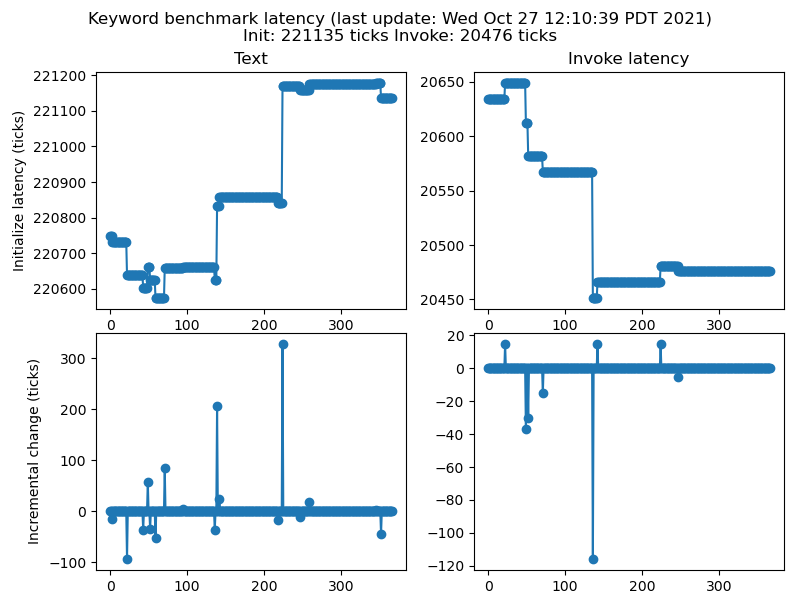 Keyword benchmark latency (last update: Wed Oct 27 12:10:39 PDT 2021)
Init: 221135 ticks Invoke: 20476 ticks
Text
Initialize latency (ticks)
221200
221100
221000
220900
220800
220700
220600
0 100 200 300
Invoke latency
20650
20600
20550
20500
20450
0 100 200 300
Incremental change (ticks)
300
200
100
0
−100
0 100 200 300
20
0
−20
−40
−60
−80
−100
−120
0 100 200 300